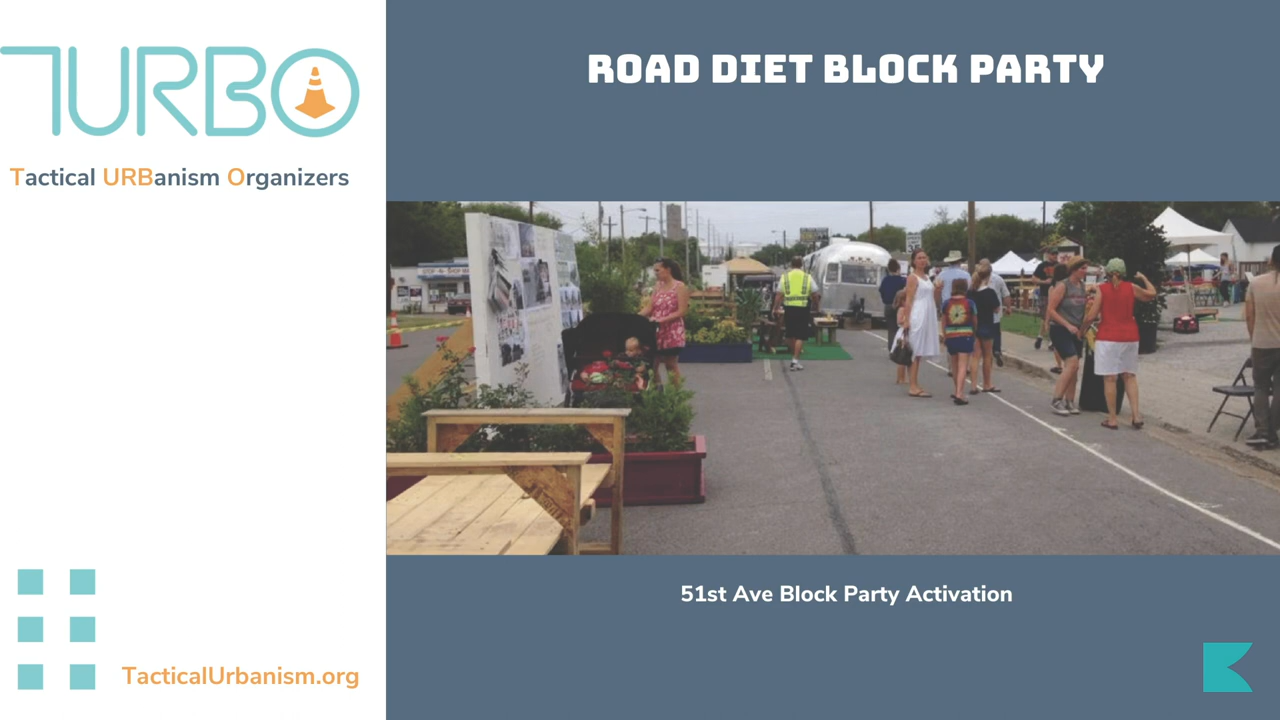 TURBO
Tactical URBanism Organizers
TacticalUrbanism.org
ROAD DIET BLOCK PARTY
51st Ave Block Party Activation